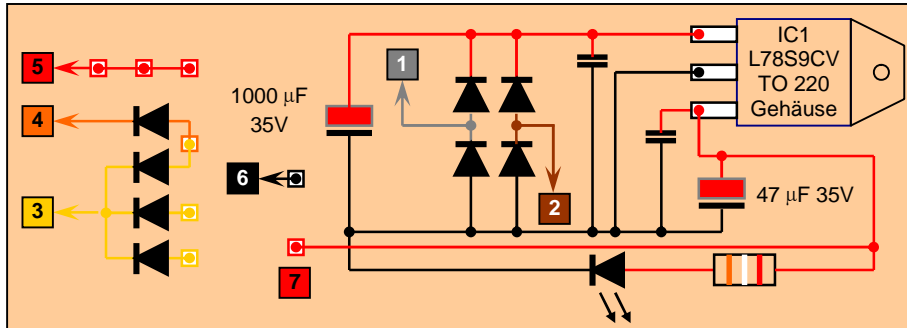 IC1
L78S9CV
TO 220
Gehäuse
1
5
1000 μF
35V
4
6
47 μF 35V
3
2
7